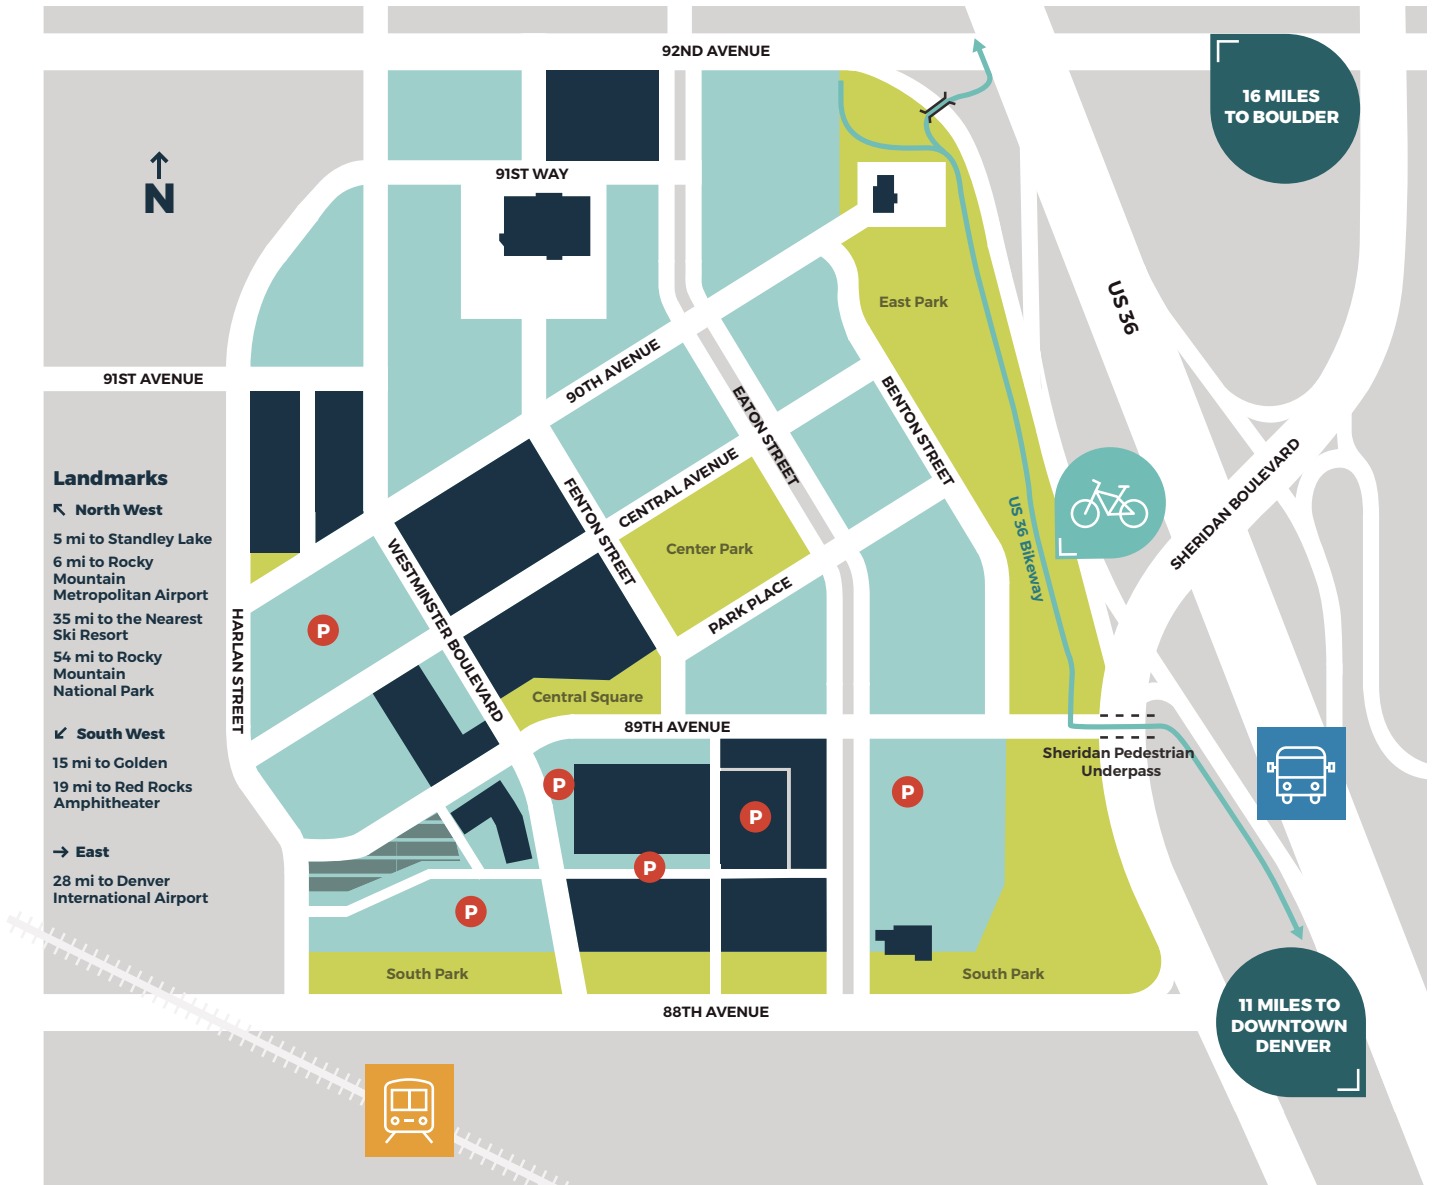 92ND AVENUE
16 MILES
TO BOULDER
N
91ST WAY
East Park
US 36
90TH AVENUE
91ST AVENUE
EATON STREET
BENTON STREET
CENTRAL AVENUE
FENTON STREET
SHERIDAN BOULEVARD
US 36 Bikeway
Center Park
PARK PLACE
WESTMINSTER BOULEVARD
HARLAN STREET
P
Landmarks
North West
5 mi to Standley Lake
6 mi to Rocky
Mountain
Metropolitan Airport
35 mi to the Nearest
Ski Resort
54 mi to Rocky
Mountain
National Park
South West
15 mi to Golden
19 mi to Red Rocks
Amphitheater
East
28 mi to Denver
International Airport
Central Square
89TH AVENUE
Sheridan Pedestrian
Underpass
P
P
P
P
P
South Park
South Park
88TH AVENUE
11 MILES TO
DOWNTOWN
DENVER